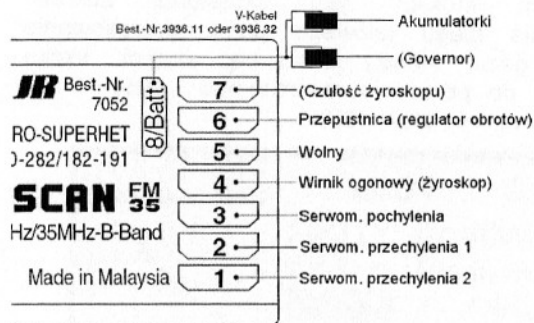 V-Kabel
Best.-Nr.3936.11 oder 3936.32
Akumulatorki
(Governor)
JR Best.-Nr.
7052
8/Batt
7 (Czułość żyroskopu)
RO-SUPERHET
6 Przepustnica (regulator obrotów)
0-282/182-191
5 Wolny
4 Wirnik ogonowy (żyroskop)
SCAN FM
35
3 Serwom. pochylenia
Hz/35MHz-B-Band
2 Serwom. przechylenia 1
Made in Malaysia
1 Serwom. przechylenia 2